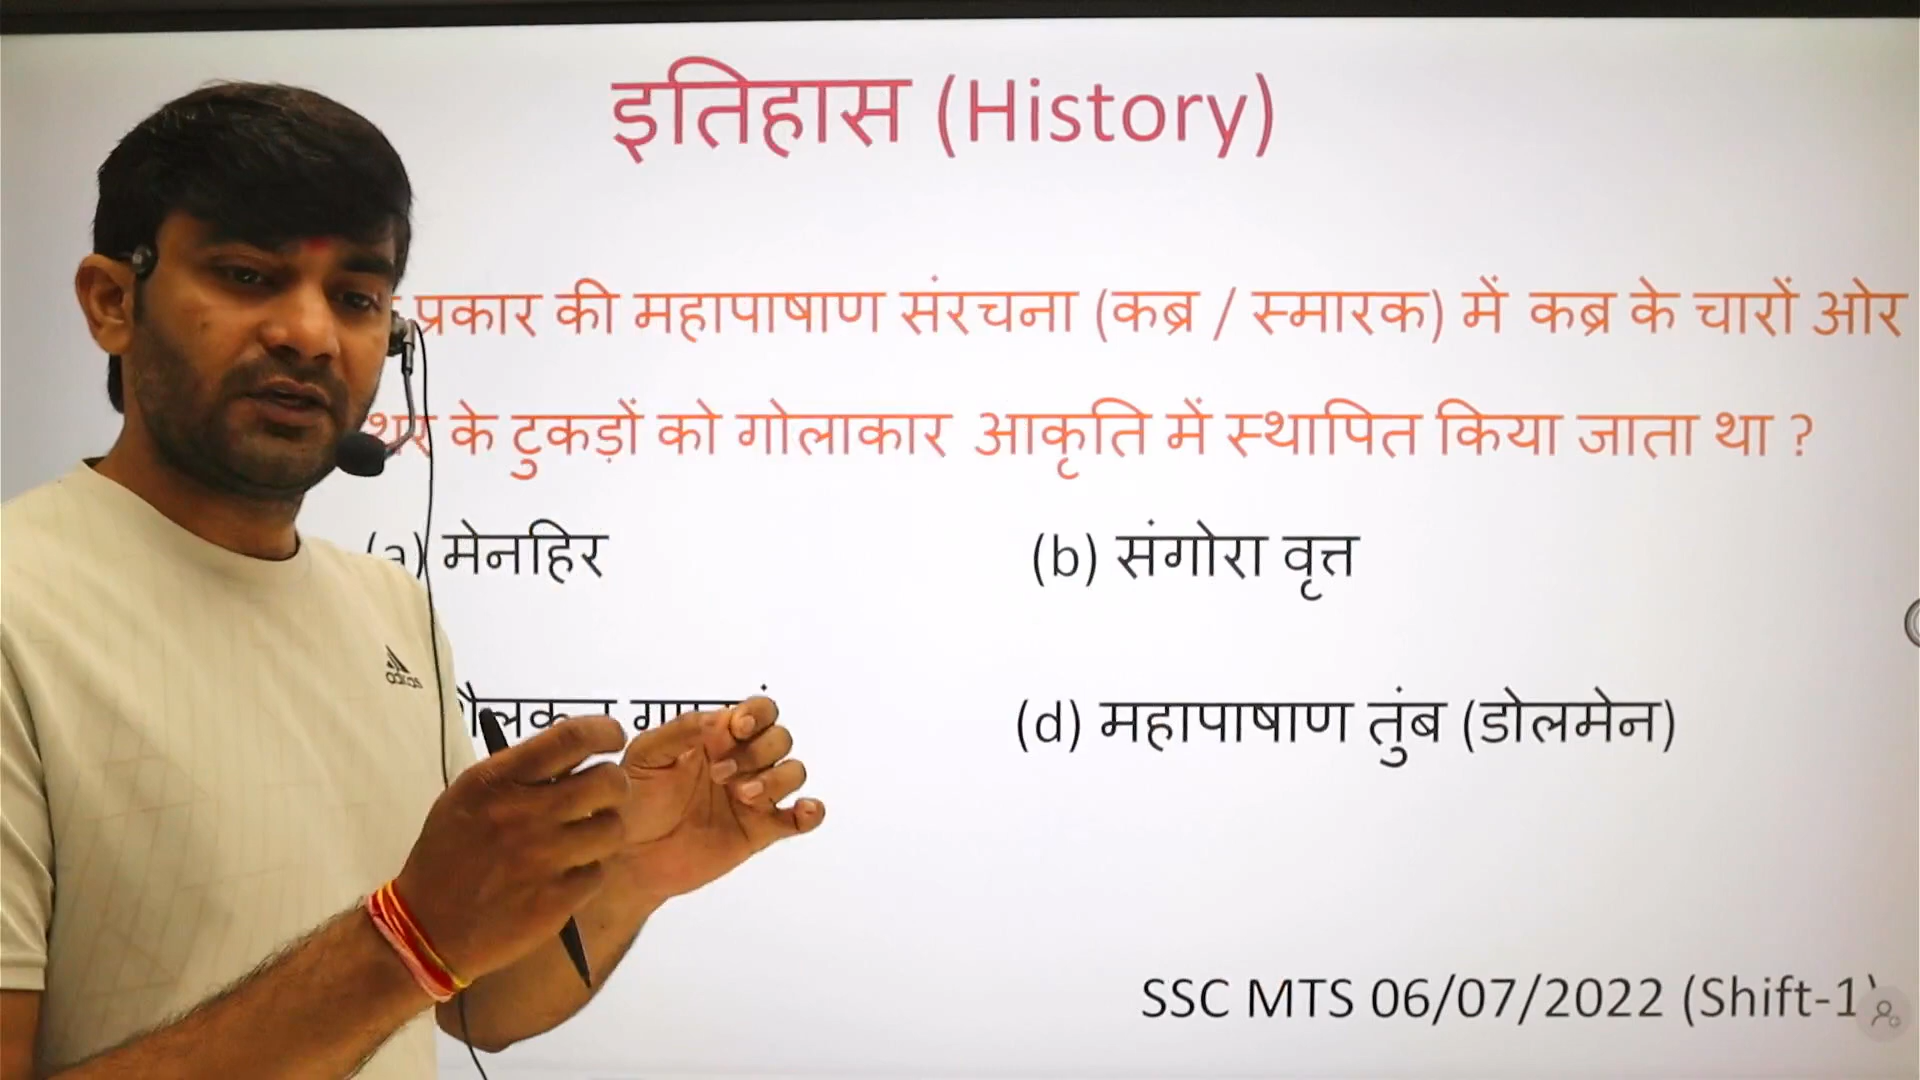 इतिहास (History)
प्रकार की महापाषाण संरचना (कब्र / स्मारक) में कब्र के चारों ओर
के टुकड़ों को गोलाकार आकृति में स्थापित किया जाता था ?
(a) मेनहिर
(b) संगोरा वृत्त
(d) महापाषाण तुंब (डोलमेन)
adidas
SSC MTS 06/07/2022 (Shift-1)